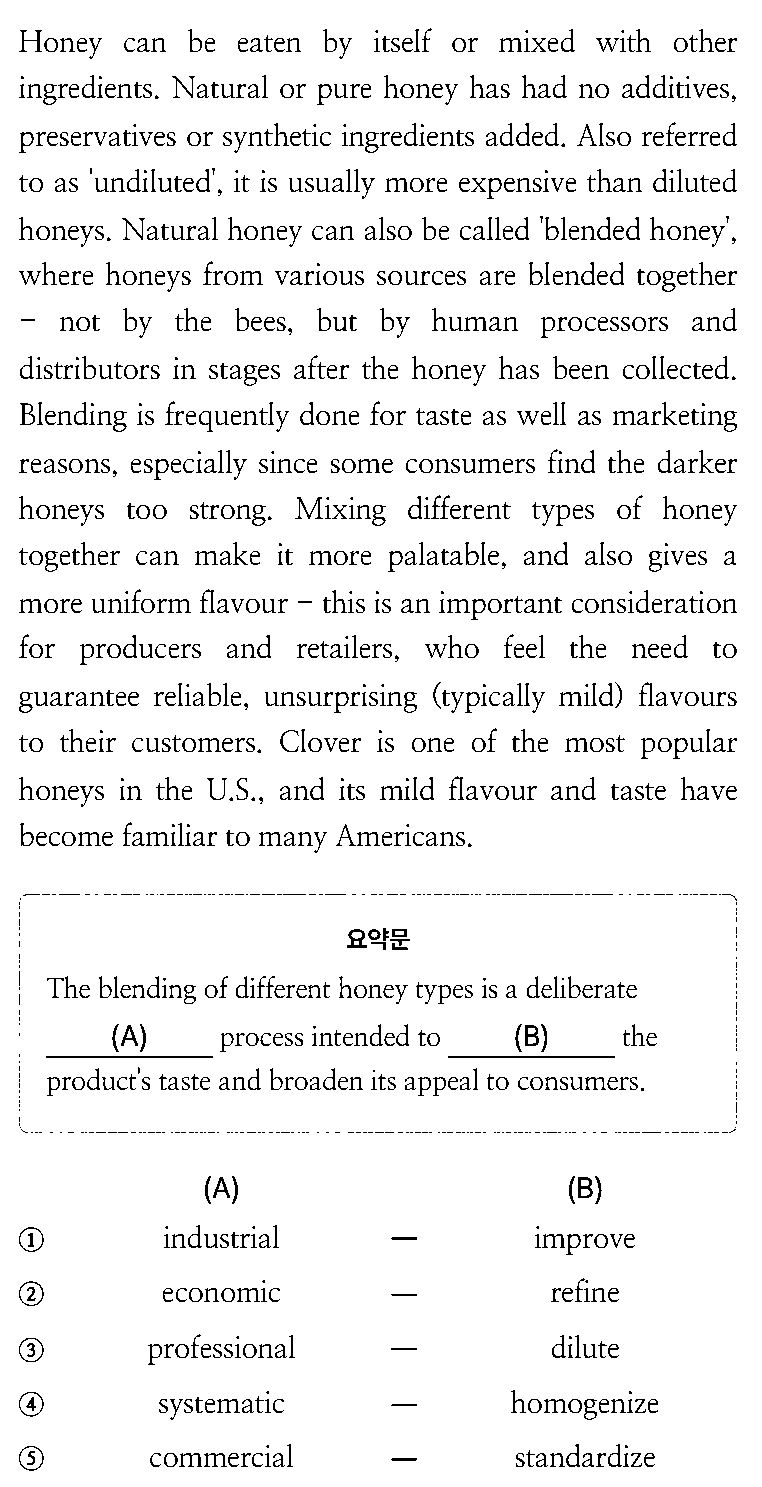 Honey can be eaten by itself or mixed with other
ingredients. Natural or pure honey has had no additives,
preservatives or synthetic ingredients added. Also referred
to as 'undiluted', it is usually more expensive than diluted
honeys. Natural honey can also be called 'blended honey',
where honeys from various sources are blended together
- not by the bees, but by human processors and
distributors in stages after the honey has been collected.
Blending is frequently done for taste as well as marketing
reasons, especially since some consumers find the darker
honeys too strong. Mixing different types of honey
together can make it more palatable, and also gives a
more uniform flavour - this is an important consideration
for producers and retailers, who feel the need to
guarantee reliable, unsurprising (typically mild) flavours
to their customers. Clover is one of the most popular
honeys in the U.S., and its mild flavour and taste have
become familiar to many Americans.
요약문
The blending of different honey types is a deliberate
(A) process intended to (B) the
product's taste and broaden its appeal to consumers.
(A) (B)
① industrial — improve
② economic — refine
③ professional — dilute
④ systematic — homogenize
⑤ commercial — standardize